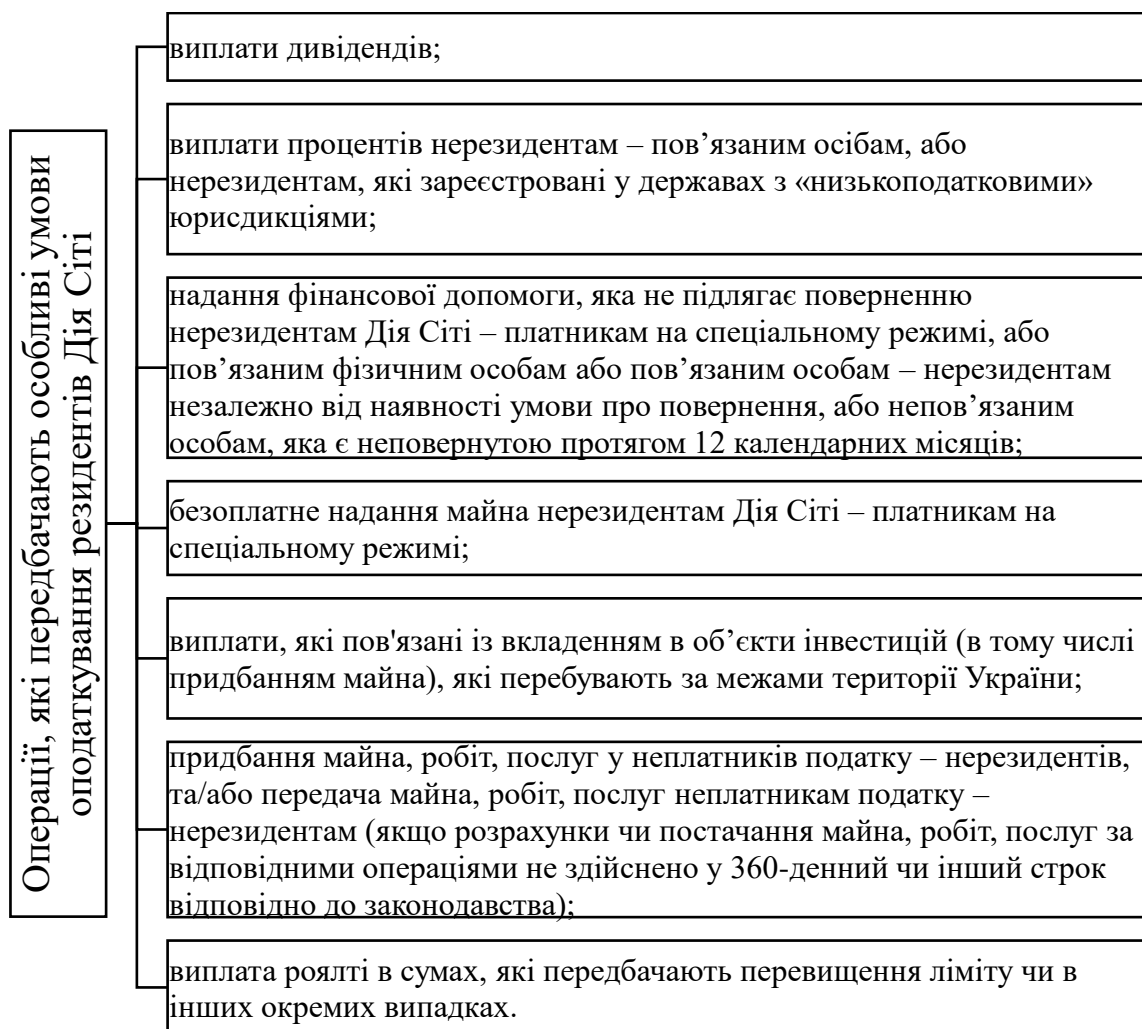 Операції, які передбачають особливі умови
оподаткування резидентів Дія Сіті
виплати дивідендів;
виплати процентів нерезидентам – пов’язаним особам, або
нерезидентам, які зареєстровані у державах з «низькоподатковими»
юрисдикціями;
надання фінансової допомоги, яка не підлягає поверненню
нерезидентам Дія Сіті – платникам на спеціальному режимі, або
пов’язаним фізичним особам або пов’язаним особам – нерезидентам
незалежно від наявності умови про повернення, або непов’язаним
особам, яка є неповернутою протягом 12 календарних місяців;
безоплатне надання майна нерезидентам Дія Сіті – платникам на
спеціальному режимі;
виплати, які пов'язані із вкладенням в об’єкти інвестицій (в тому числі
придбанням майна), які перебувають за межами території України;
придбання майна, робіт, послуг у неплатників податку – нерезидентів,
та/або передача майна, робіт, послуг неплатникам податку –
нерезидентам (якщо розрахунки чи постачання майна, робіт, послуг за
відповідними операціями не здійснено у 360-денний чи інший строк
відповідно до законодавства);
виплата роялті в сумах, які передбачають перевищення ліміту чи в
інших окремих випадках.